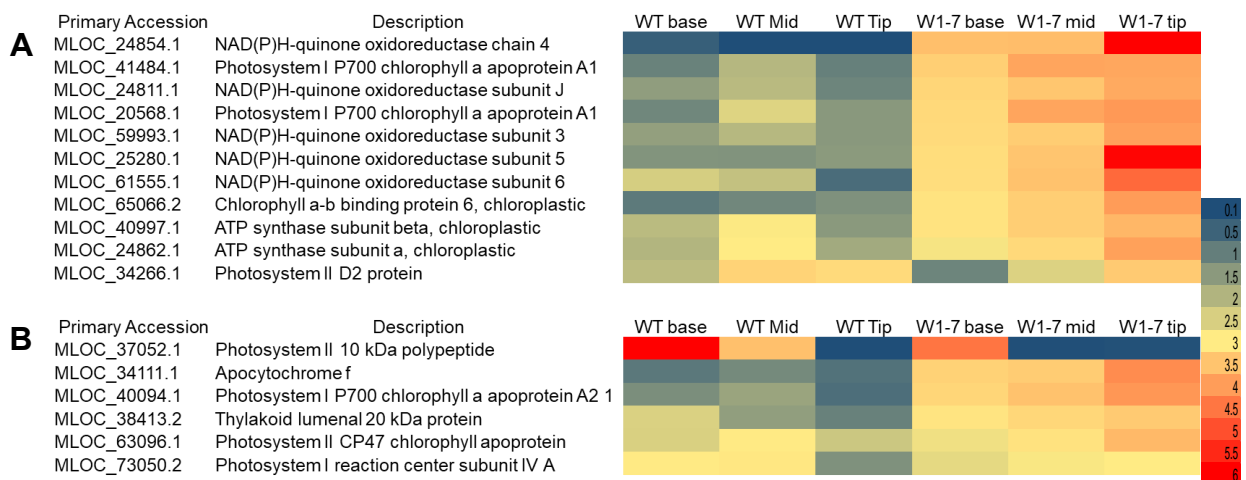 A
Primary Accession Description WT base WT Mid WT Tip W1-7 base W1-7 mid W1-7 tip
MLOC_24854.1 NAD(P)H-quinone oxidoreductase chain 4
MLOC_41484.1 Photosystem I P700 chlorophyll a apoprotein A1
MLOC_24811.1 NAD(P)H-quinone oxidoreductase subunit J
MLOC_20568.1 Photosystem I P700 chlorophyll a apoprotein A1
MLOC_59993.1 NAD(P)H-quinone oxidoreductase subunit 3
MLOC_25280.1 NAD(P)H-quinone oxidoreductase subunit 5
MLOC_61555.1 NAD(P)H-quinone oxidoreductase subunit 6
MLOC_65066.2 Chlorophyll a-b binding protein 6, chloroplastic
MLOC_40997.1 ATP synthase subunit beta, chloroplastic
MLOC_24862.1 ATP synthase subunit a, chloroplastic
MLOC_34266.1 Photosystem II D2 protein
B
Primary Accession Description WT base WT Mid WT Tip W1-7 base W1-7 mid W1-7 tip
MLOC_37052.1 Photosystem II 10 kDa polypeptide
MLOC_34111.1 Apocytochrome f
MLOC_40094.1 Photosystem I P700 chlorophyll a apoprotein A2 1
MLOC_38413.2 Thylakoid lumenal 20 kDa protein
MLOC_63096.1 Photosystem II CP47 chlorophyll apoprotein
MLOC_73050.2 Photosystem I reaction center subunit IV A
0.1
0.5
1
1.5
2
2.5
3
3.5
4
4.5
5
5.5
6